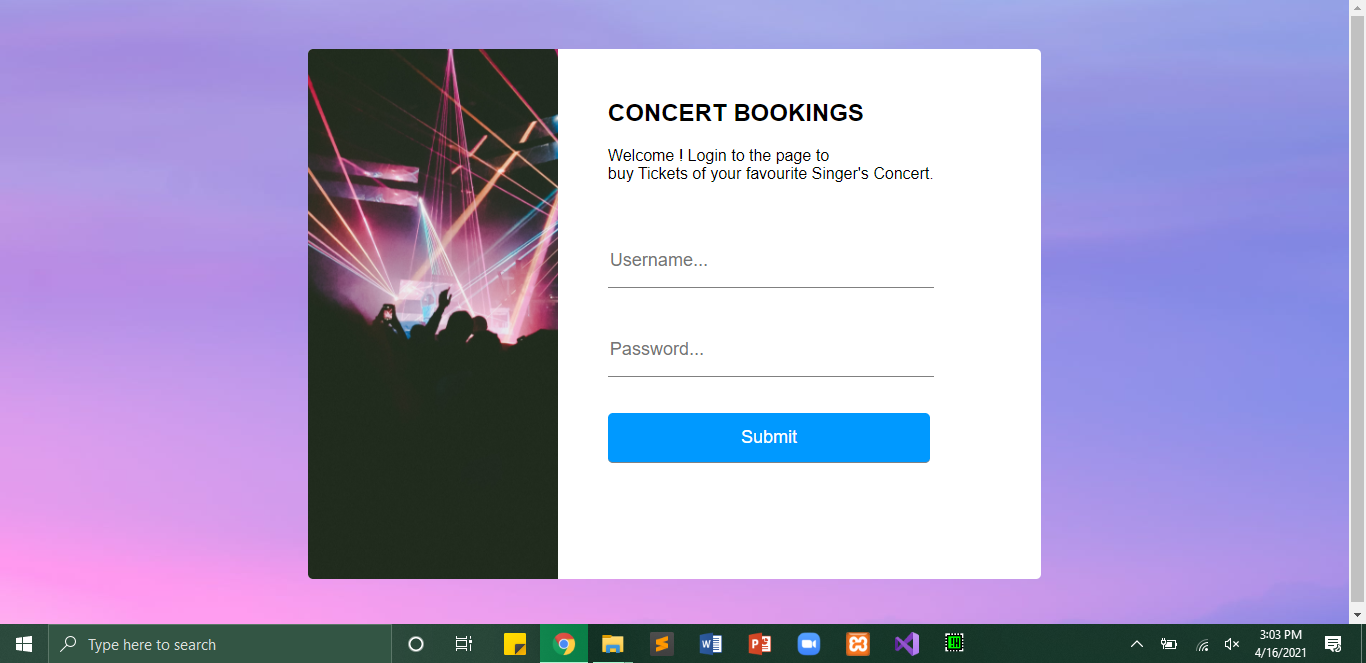 CONCERT BOOKINGS
Welcome ! Login to the page to
buy Tickets of your favourite Singer's Concert.
Username...
Password...
Submit
Type here to search
3:03 PM
4/16/2021